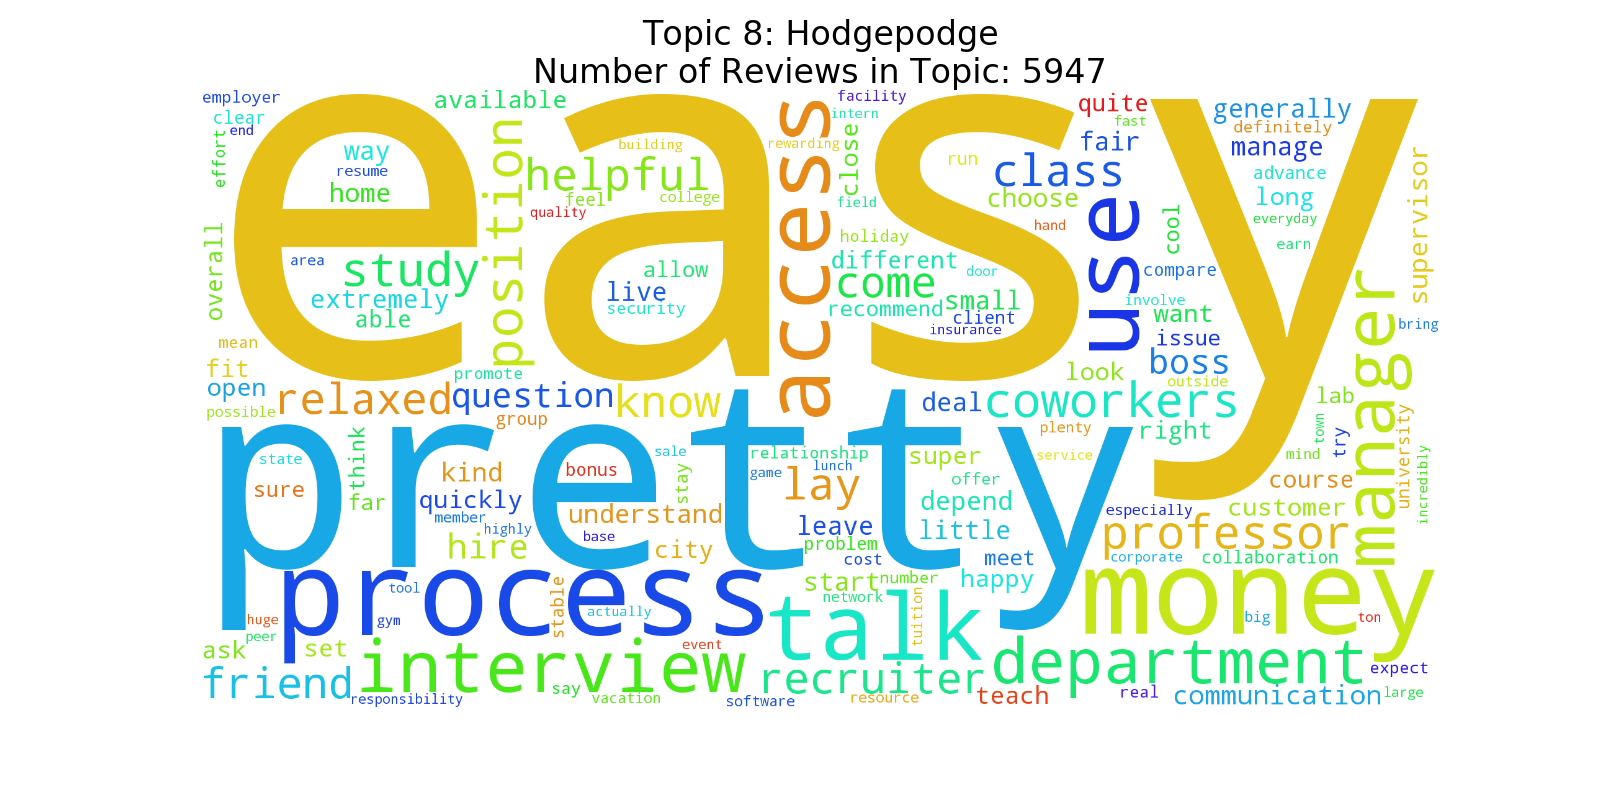 Topic 8: Hodgepodge
Number of Reviews in Topic: 5947
easy
pretty
access
use
process
money
talk
interview
department
manager
position
helpful
study
class
come
relaxed
question
know
coworkers
professor
recruiter
friend
employer
clear
end
effort
available
way
resume
home
building
feel
college
quality
rewarding
facility
intern
close
field
run
quite
fast
fair
choose
hand
generally
definitely
manage
advance
long
everyday
earn
cool
supervisor
overall
area
extremely
able
live
allow
security
holiday
different
door
recommend
small
client
insurance
compare
involve
want
issue
boss
bring
mean
fit
open
possible
promote
group
look
outside
deal
right
plenty
lab
town
try
university
mind
incredibly
state
sure
think
far
kind
quickly
member
highly
bonus
stay
sale
understand
base
city
relationship
game
lunch
lay
super
offer
depend
service
leave
little
problem
cost
meet
especially
corporate
course
customer
collaboration
hire
tool
gym
stable
actually
start
number
network
happy
tuition
huge
peer
big
ton
ask
set
event
expect
responsibility
say
vacation
software
resource
teach
real
communication
large